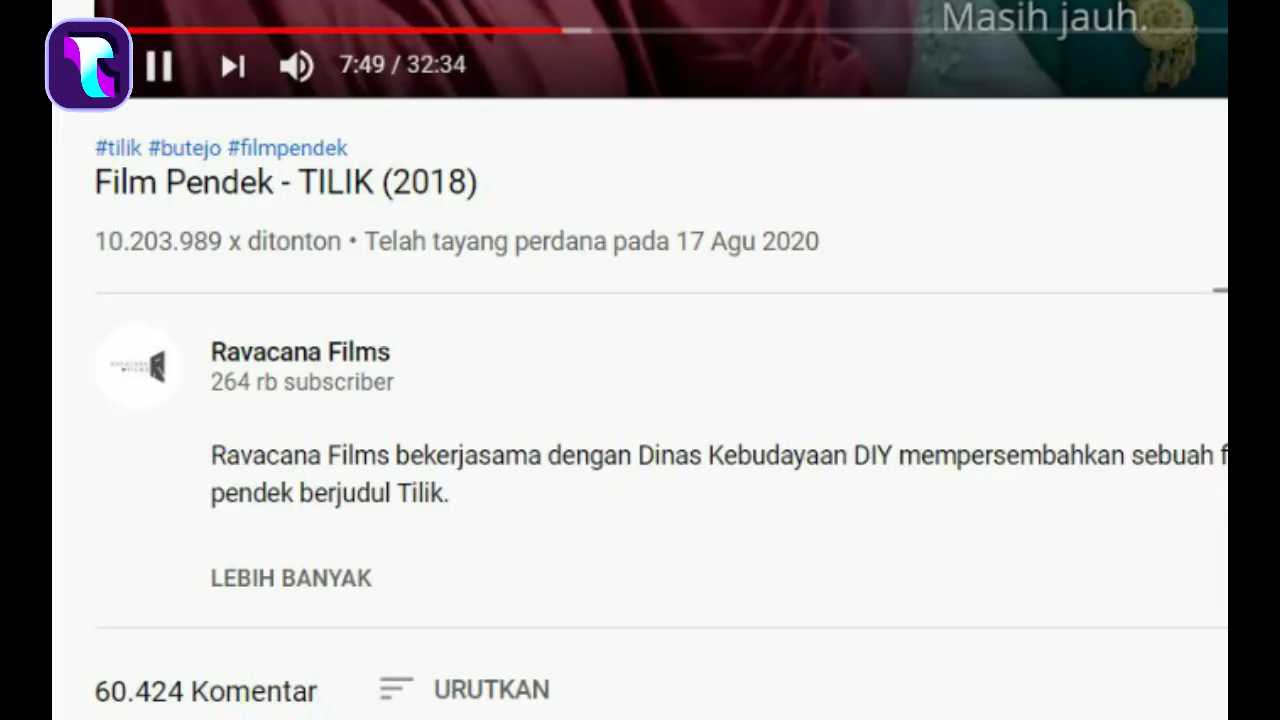 Masih jauh.
7:49 / 32:34
#tilik #butejo #filmpendek
Film Pendek - TILIK (2018)
10.203.989 x ditonton • Telah tayang perdana pada 17 Agu 2020
Ravacana Films
264 rb subscriber
Ravacana Films bekerjasama dengan Dinas Kebudayaan DIY mempersembahkan sebuah f
pendek berjudul Tilik.
LEBIH BANYAK
60.424 Komentar
URUTKAN